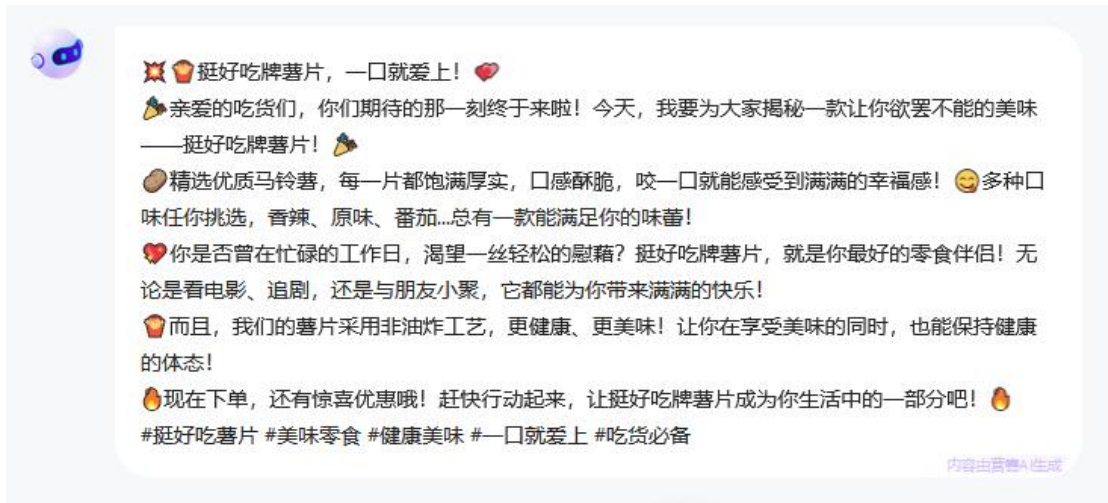 💥🍟挺好吃牌薯片，一口就爱上！💕
🎉亲爱的吃货们，你们期待的那一刻终于来啦！今天，我要为大家揭秘一款让你欲罢不能的美味
——挺好吃牌薯片！🎉
🥔精选优质马铃薯，每一片都饱满厚实，口感酥脆，咬一口就能感受到满满的幸福感！😋多种口
味任你挑选，香辣、原味、番茄...总有一款能满足你的味蕾！
💖你是否曾在忙碌的工作日，渴望一丝轻松的慰藉？挺好吃牌薯片，就是你最好的零食伴侣！无
论是看电影、追剧，还是与朋友小聚，它都能为你带来满满的快乐！
🍟而且，我们的薯片采用非油炸工艺，更健康、更美味！让你在享受美味的同时，也能保持健康
的体态！
🔥现在下单，还有惊喜优惠哦！赶快行动起来，让挺好吃牌薯片成为你生活中的一部分吧！🔥
#挺好吃薯片 #美味零食 #健康美味 #一口就爱上 #吃货必备
内容由营赛AI生成